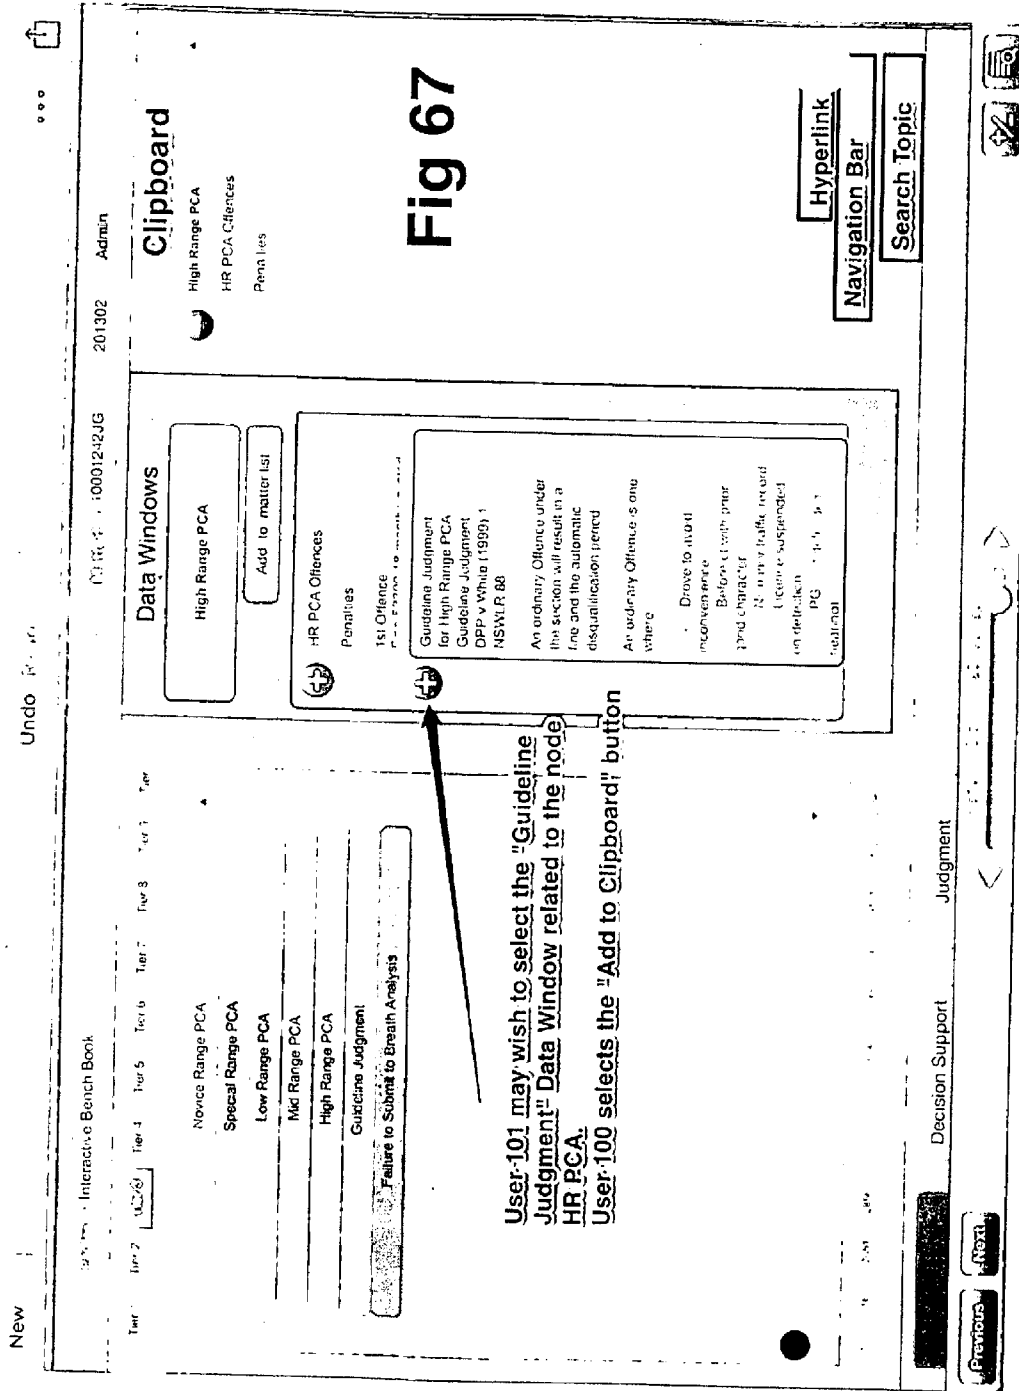 New
Undo
Interactive Bench Book
10001242JG
201302
Admin
Tier 2
Tier 4
Tier 5
Tier 6
Tier 7
Tier 8
Tier
Novice Range PCA
Special Range PCA
Low Range PCA
Mid Range PCA
High Range PCA
Guideline Judgment
Failure to Submit to Breath Analysis
User 101 may wish to select the "Guideline
Judgment" Data Window related to the node
HR PCA.
User 100 selects the "Add to Clipboard" button
Data Windows
High Range PCA
Add to matter list
HR PCA Offences
Penalties
1st Offence
Guideline Judgment
for High Range PCA
Guideline Judgment
DPP v White (1999) 1
NSWLR 88
An ordinary Offence under
the section will result in a
fine and the automatic
disqualification period
An ordinary Offence is one
where
Drove to avoid
inconvenience
with prior
good character
traffic record
Licence suspended
on detection
PG
Clipboard
High Range PCA
HR PCA Offences
Penalties
Fig 67
Hyperlink
Navigation Bar
Search Topic
Decision Support
Judgment
Previous
Next